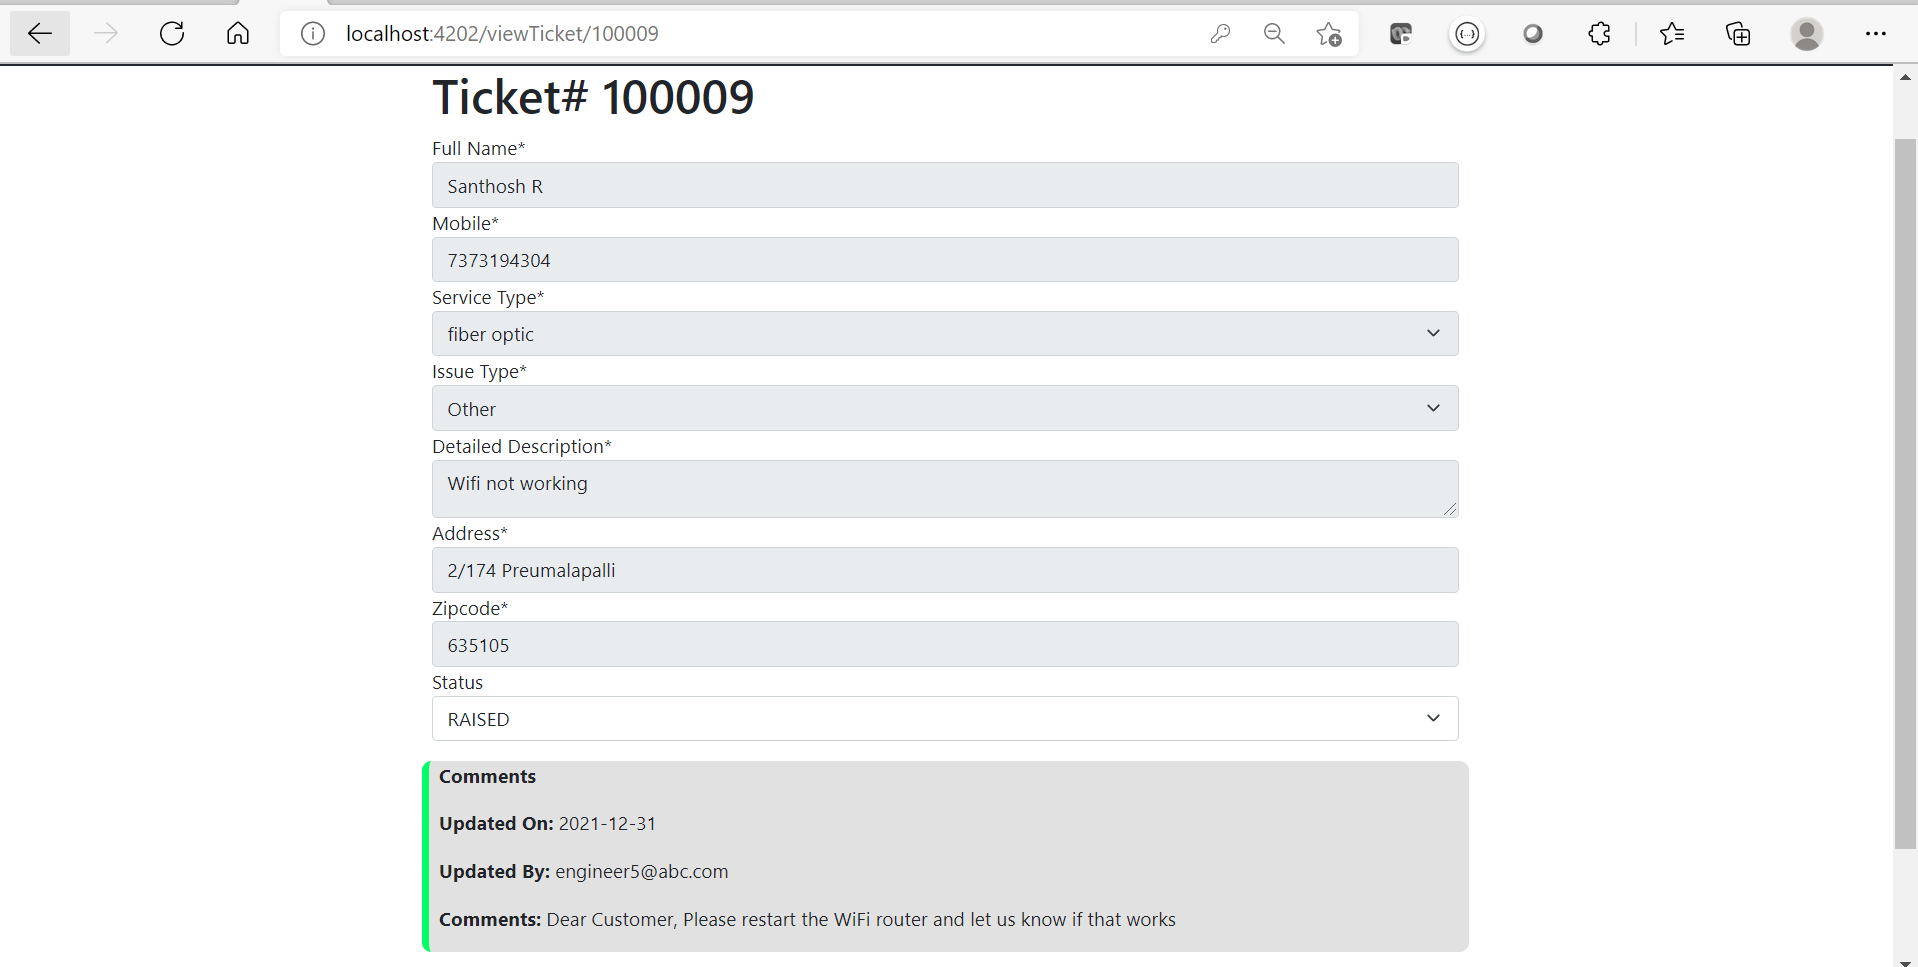 localhost:4202/viewTicket/100009
Ticket# 100009
Full Name*
Santhosh R
Mobile*
7373194304
Service Type*
fiber optic
Issue Type*
Other
Detailed Description*
Wifi not working
Address*
2/174 Preumalapalli
Zipcode*
635105
Status
RAISED
Comments
Updated On: 2021-12-31
Updated By: engineer5@abc.com
Comments: Dear Customer, Please restart the WiFi router and let us know if that works